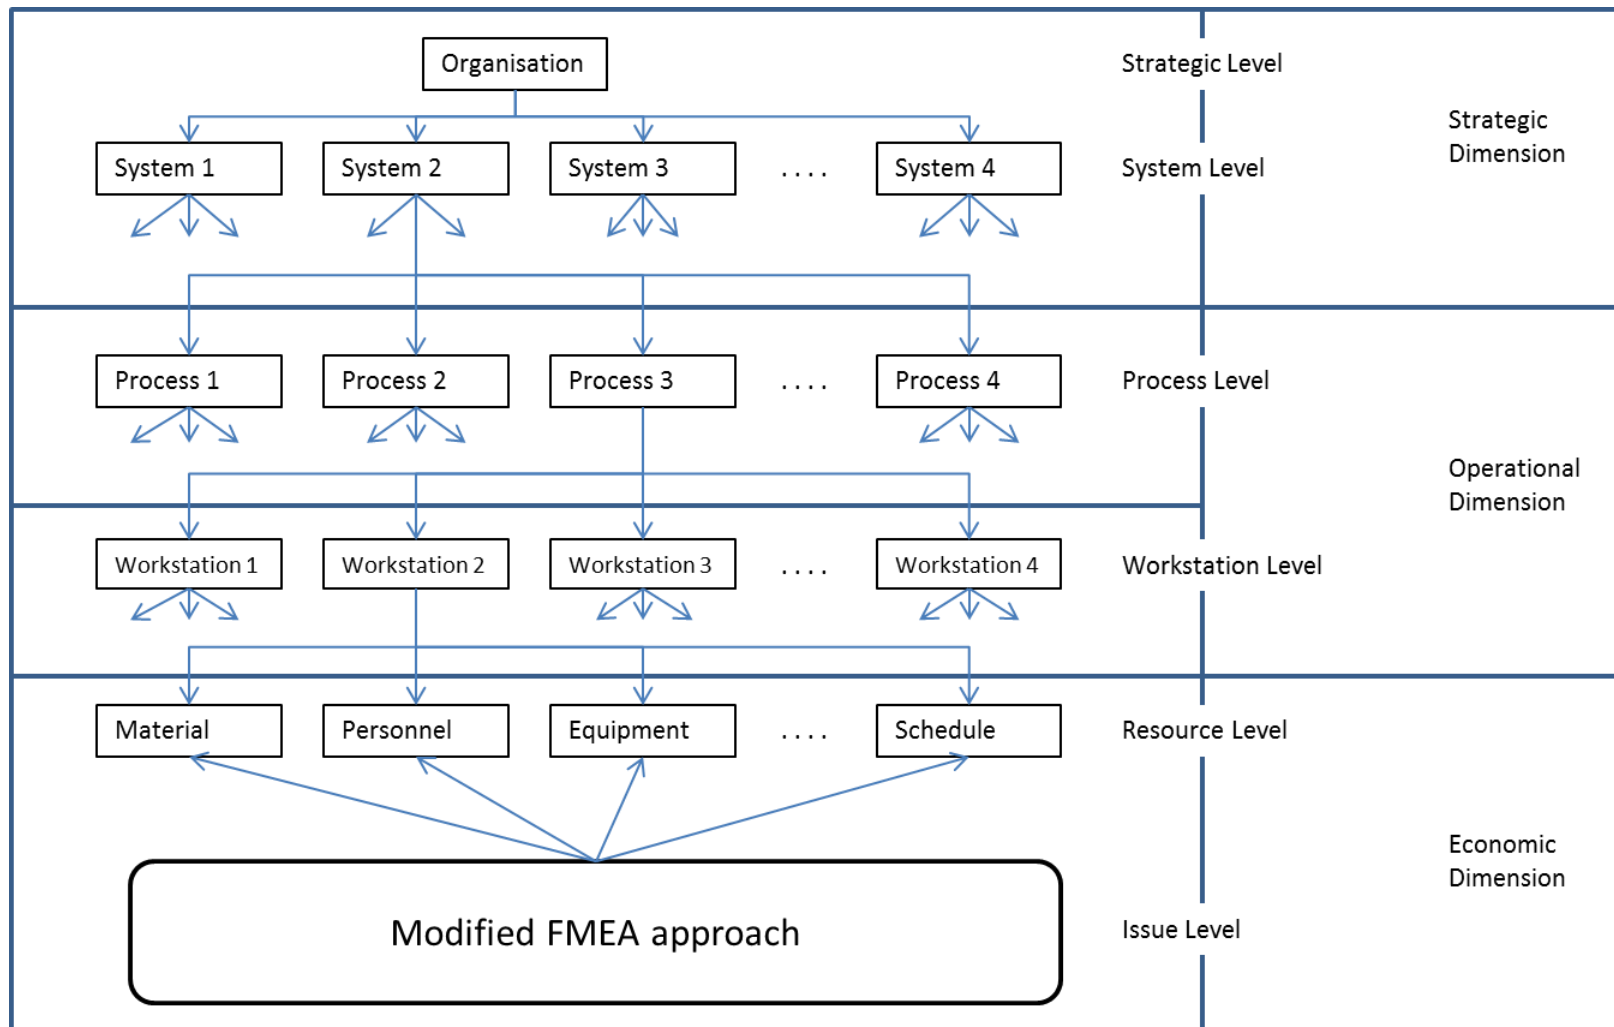 Organisation
Strategic Level
Strategic
Dimension
System 1
System 2
System 3
. . . .
System 4
System Level
Process 1
Process 2
Process 3
. . . .
Process 4
Process Level
Operational
Dimension
Workstation 1
Workstation 2
Workstation 3
. . . .
Workstation 4
Workstation Level
Material
Personnel
Equipment
. . . .
Schedule
Resource Level
Economic
Dimension
Modified FMEA approach
Issue Level